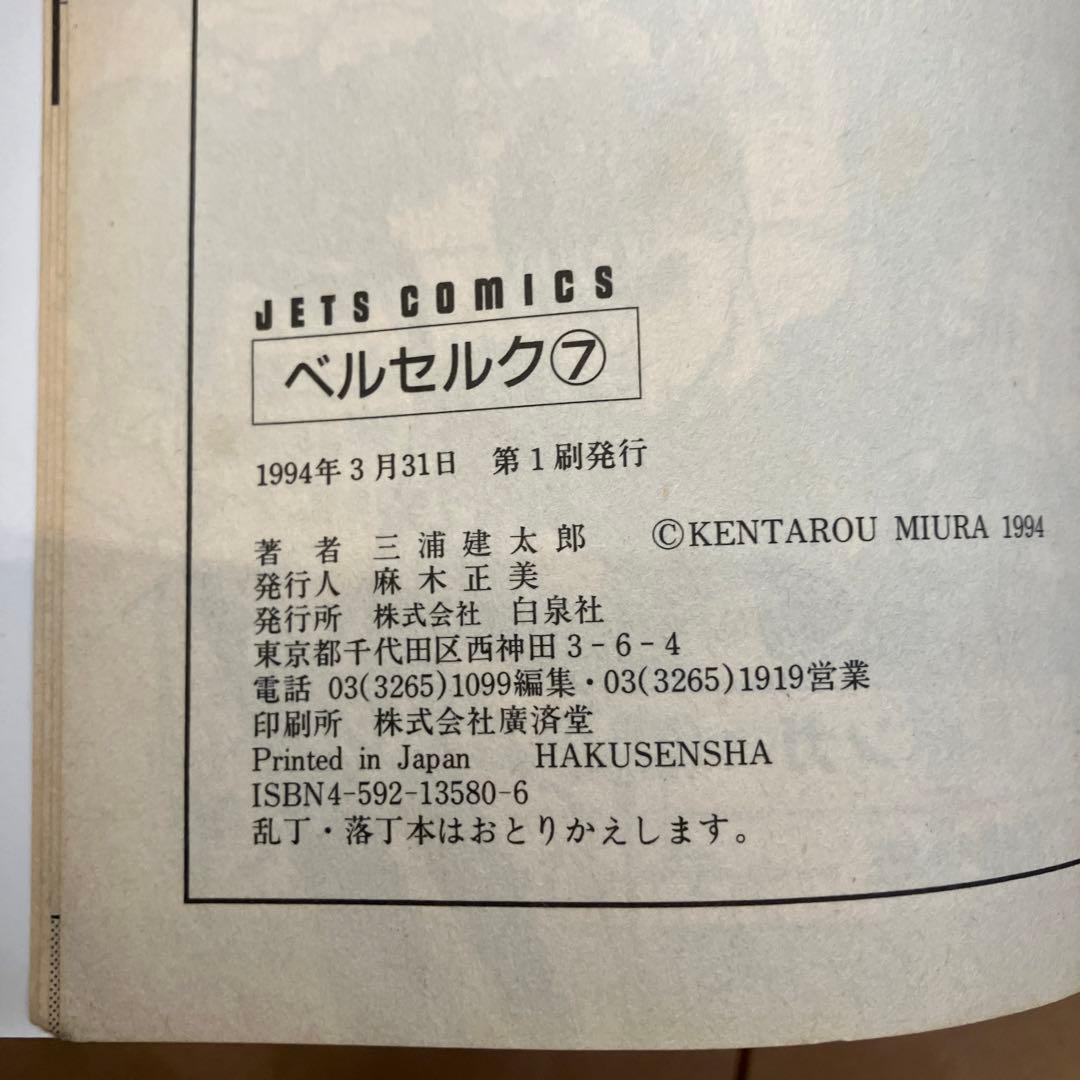 JETS COMICS
ベルセルク⑦
1994年3月31日 第1刷発行
著者 三浦建太郎 ©KENTAROU MIURA 1994
発行人 麻木正美
発行所 株式会社 白泉社
東京都千代田区西神田3-6-4
電話 03(3265)1099編集・03(3265)1919営業
印刷所 株式会社廣済堂
Printed in Japan HAKUSENSHA
ISBN4-592-13580-6
乱丁・落丁本はおとりかえします。